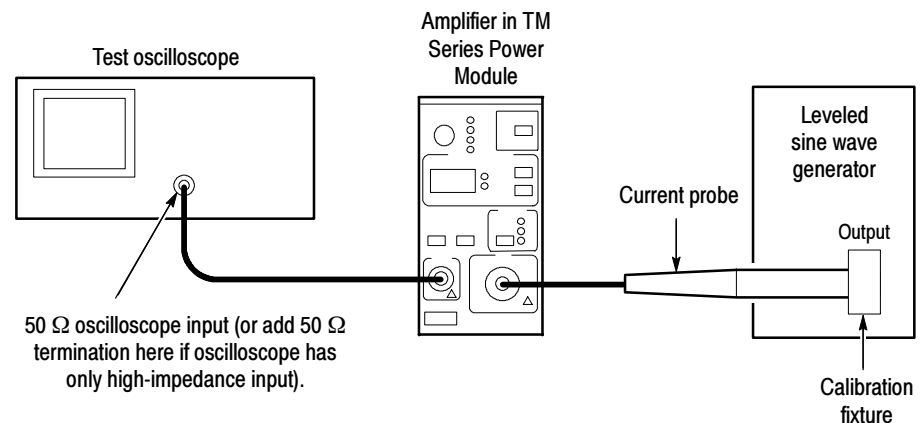 Amplifier in TM
Series Power
Module
Test oscilloscope
Leveled
sine wave
generator
Current probe
Output
50 Ω oscilloscope input (or add 50 Ω
termination here if oscilloscope has
only high-impedance input).
Calibration
fixture